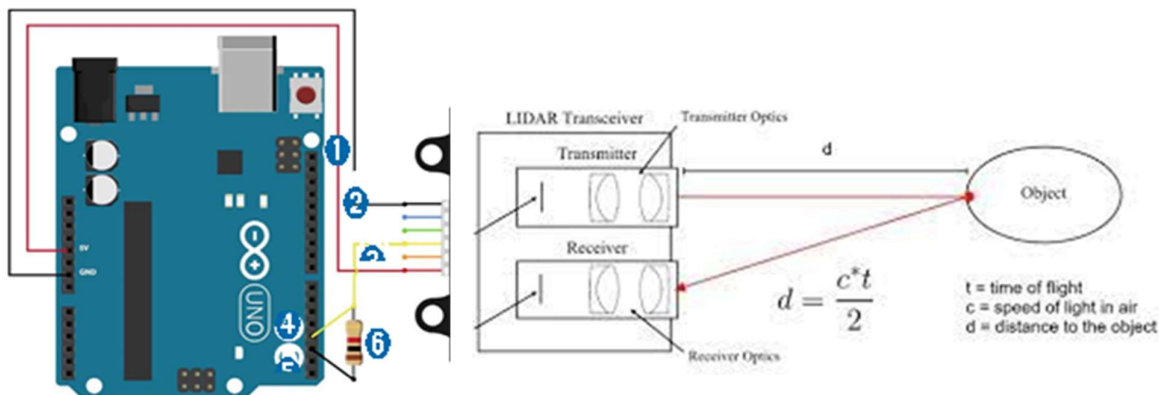 1
2
5V
GND
UNO
4
6
LIDAR Transceiver
Transmitter Optics
Transmitter
Receiver
Receiver Optics
d
Object
d = c*t / 2
t = time of flight
c = speed of light in air
d = distance to the object